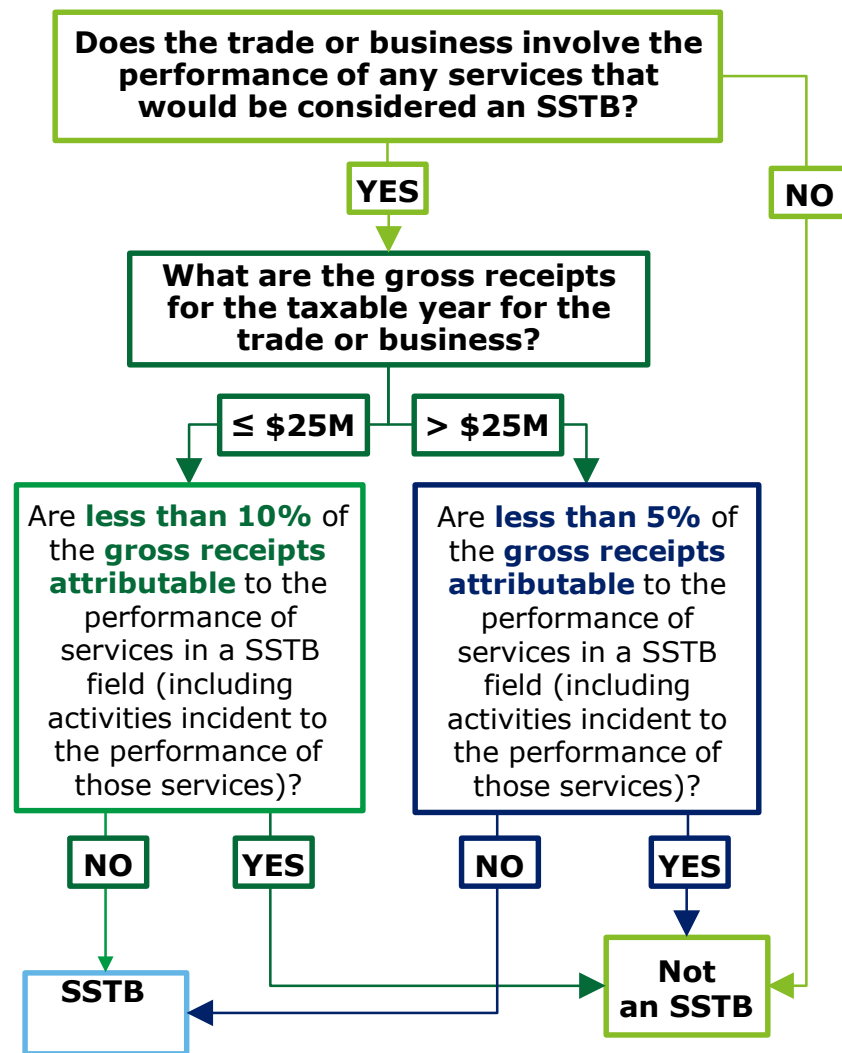 Does the trade or business involve the
performance of any services that
would be considered an SSTB?
YES
NO
What are the gross receipts
for the taxable year for the
trade or business?
≤ $25M
> $25M
Are less than 10% of
the gross receipts
attributable to the
performance of
services in a SSTB
field (including
activities incident to
the performance of
those services)?
Are less than 5% of
the gross receipts
attributable to the
performance of
services in a SSTB
field (including
activities incident to
the performance of
those services)?
NO
YES
NO
YES
SSTB
Not
an SSTB